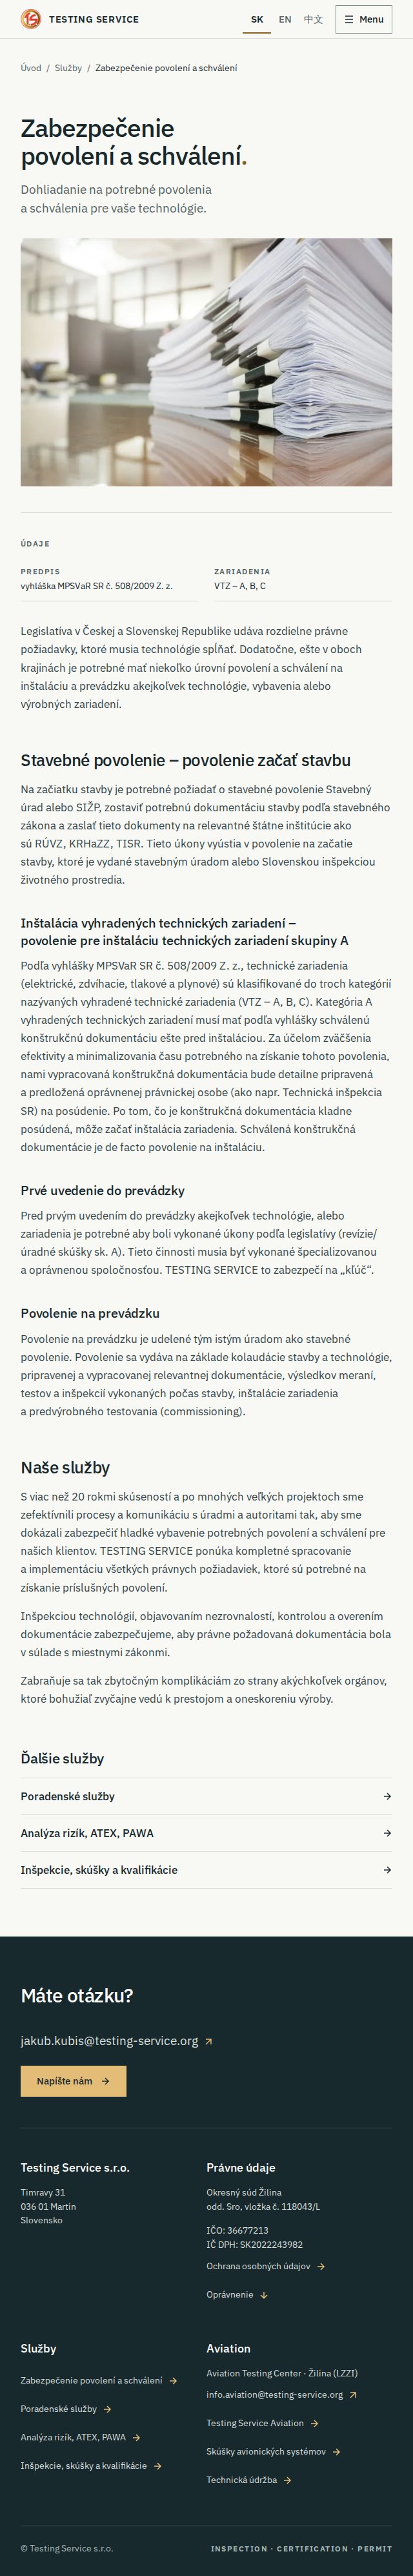 TESTING SERVICE
SK EN 中文 Menu
Úvod / Služby / Zabezpečenie povolení a schválení
Zabezpečenie
povolení a schválení.
Dohliadanie na potrebné povolenia
a schválenia pre vaše technológie.
ÚDAJE
PREDPIS
vyhláška MPSVaR SR č. 508/2009 Z. z.
ZARIADENIA
VTZ – A, B, C
Legislatíva v Českej a Slovenskej Republike udáva rozdielne právne
požiadavky, ktoré musia technológie spĺňať. Dodatočne, ešte v oboch
krajinách je potrebné mať niekoľko úrovní povolení a schválení na
inštaláciu a prevádzku akejkoľvek technológie, vybavenia alebo
výrobných zariadení.
Stavebné povolenie – povolenie začať stavbu
Na začiatku stavby je potrebné požiadať o stavebné povolenie Stavebný
úrad alebo SIŽP, zostaviť potrebnú dokumentáciu stavby podľa stavebného
zákona a zaslať tieto dokumenty na relevantné štátne inštitúcie ako
sú RÚVZ, KRHaZZ, TISR. Tieto úkony vyústia v povolenie na začatie
stavby, ktoré je vydané stavebným úradom alebo Slovenskou inšpekciou
životného prostredia.
Inštalácia vyhradených technických zariadení –
povolenie pre inštaláciu technických zariadení skupiny A
Podľa vyhlášky MPSVaR SR č. 508/2009 Z. z., technické zariadenia
(elektrické, zdvíhacie, tlakové a plynové) sú klasifikované do troch kategórií
nazývaných vyhradené technické zariadenia (VTZ – A, B, C). Kategória A
vyhradených technických zariadení musí mať podľa vyhlášky schválenú
konštrukčnú dokumentáciu ešte pred inštaláciou. Za účelom zväčšenia
efektivity a minimalizovania času potrebného na získanie tohoto povolenia,
nami vypracovaná konštrukčná dokumentácia bude detailne pripravená
a predložená oprávnenej právnickej osobe (ako napr. Technická inšpekcia
SR) na posúdenie. Po tom, čo je konštrukčná dokumentácia kladne
posúdená, môže začať inštalácia zariadenia. Schválená konštrukčná
dokumentácie je de facto povolenie na inštaláciu.
Prvé uvedenie do prevádzky
Pred prvým uvedením do prevádzky akejkoľvek technológie, alebo
zariadenia je potrebné aby boli vykonané úkony podľa legislatívy (revízie/
úradné skúšky sk. A). Tieto činnosti musia byť vykonané špecializovanou
a oprávnenou spoločnosťou. TESTING SERVICE to zabezpečí na „kľúč“.
Povolenie na prevádzku
Povolenie na prevádzku je udelené tým istým úradom ako stavebné
povolenie. Povolenie sa vydáva na základe kolaudácie stavby a technológie,
pripravenej a vypracovanej relevantnej dokumentácie, výsledkov meraní,
testov a inšpekcií vykonaných počas stavby, inštalácie zariadenia
a predvýrobného testovania (commissioning).
Naše služby
S viac než 20 rokmi skúseností a po mnohých veľkých projektoch sme
zefektívnili procesy a komunikáciu s úradmi a autoritami tak, aby sme
dokázali zabezpečiť hladké vybavenie potrebných povolení a schválení pre
našich klientov. TESTING SERVICE ponúka kompletné spracovanie
a implementáciu všetkých právnych požiadaviek, ktoré sú potrebné na
získanie príslušných povolení.
Inšpekciou technológií, objavovaním nezrovnalostí, kontrolou a overením
dokumentácie zabezpečujeme, aby právne požadovaná dokumentácia bola
v súlade s miestnymi zákonmi.
Zabraňuje sa tak zbytočným komplikáciám zo strany akýchkoľvek orgánov,
ktoré bohužiaľ zvyčajne vedú k prestojom a oneskoreniu výroby.
Ďalšie služby
Poradenské služby
Analýza rizík, ATEX, PAWA
Inšpekcie, skúšky a kvalifikácie
Máte otázku?
jakub.kubis@testing-service.org
Napíšte nám
Testing Service s.r.o.
Timravy 31
036 01 Martin
Slovensko
Právne údaje
Okresný súd Žilina
odd. Sro, vložka č. 118043/L
IČO: 36677213
IČ DPH: SK2022243982
Ochrana osobných údajov
Oprávnenie
Služby
Zabezpečenie povolení a schválení
Poradenské služby
Analýza rizík, ATEX, PAWA
Inšpekcie, skúšky a kvalifikácie
Aviation
Aviation Testing Center · Žilina (LZZI)
info.aviation@testing-service.org
Testing Service Aviation
Skúšky avionických systémov
Technická údržba
© Testing Service s.r.o.
INSPECTION · CERTIFICATION · PERMIT